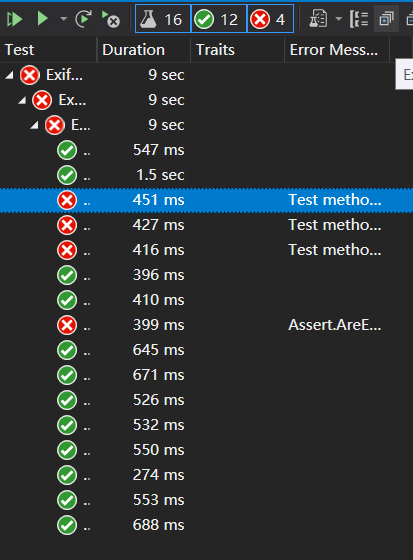 16 12 4
Test Duration Traits Error Mess...
Exif... 9 sec
Ex... 9 sec
E... 9 sec
.. 547 ms
.. 1.5 sec
.. 451 ms Test metho...
.. 427 ms Test metho...
.. 416 ms Test metho...
.. 396 ms
.. 410 ms
.. 399 ms Assert.AreE...
.. 645 ms
.. 671 ms
.. 526 ms
.. 532 ms
.. 550 ms
.. 274 ms
.. 553 ms
.. 688 ms